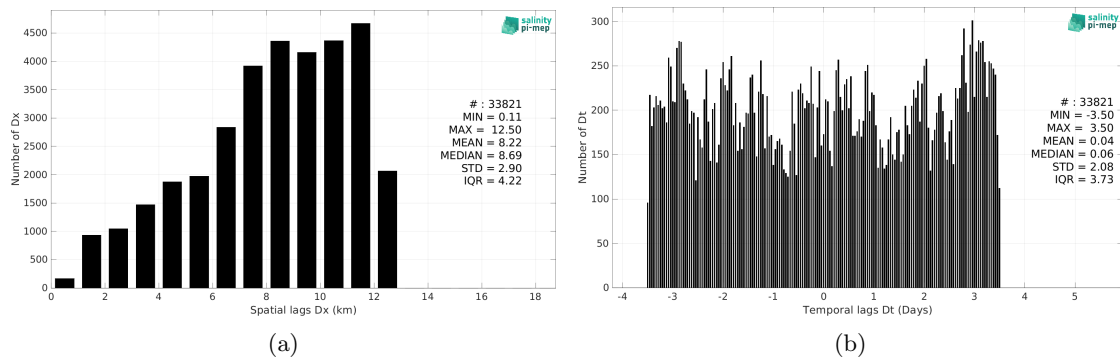 4500
4000
3500
3000
2500
2000
1500
1000
500
0
Number of Dx
0 2 4 6 8 10 12 14 16 18
Spatial lags Dx (km)
salinity
pi-mep
# : 33821
MIN = 0.11
MAX = 12.50
MEAN = 8.22
MEDIAN = 8.69
STD = 2.90
IQR = 4.22
(a)
300
250
200
150
100
50
0
Number of Dt
-4 -3 -2 -1 0 1 2 3 4 5
Temporal lags Dt (Days)
salinity
pi-mep
# : 33821
MIN = -3.50
MAX = 3.50
MEAN = 0.04
MEDIAN = 0.06
STD = 2.08
IQR = 3.73
(b)